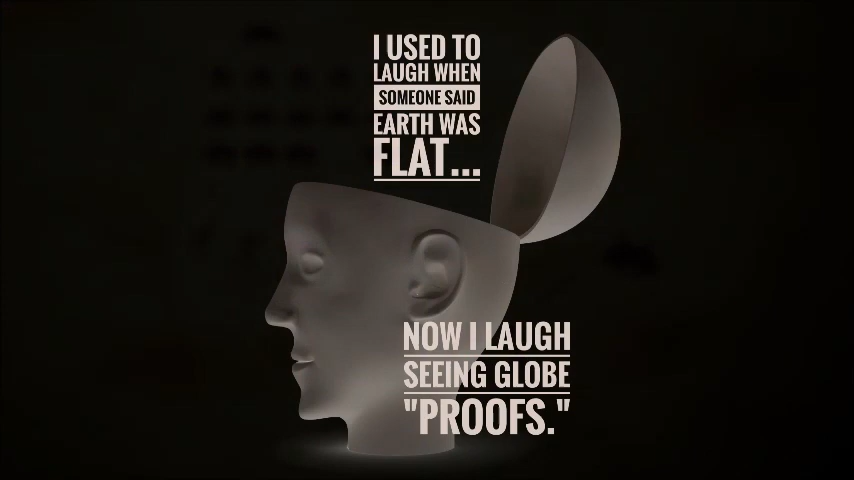 I USED TO
LAUGH WHEN
SOMEONE SAID
EARTH WAS
FLAT...
NOW I LAUGH
SEEING GLOBE
"PROOFS."